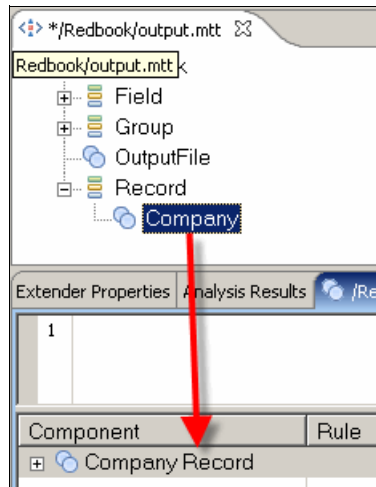 */Redbook/output.mtt
Redbook/output.mtt k
Field
Group
OutputFile
Record
Company
Extender Properties Analysis Results /Re
1
Component Rule
Company Record